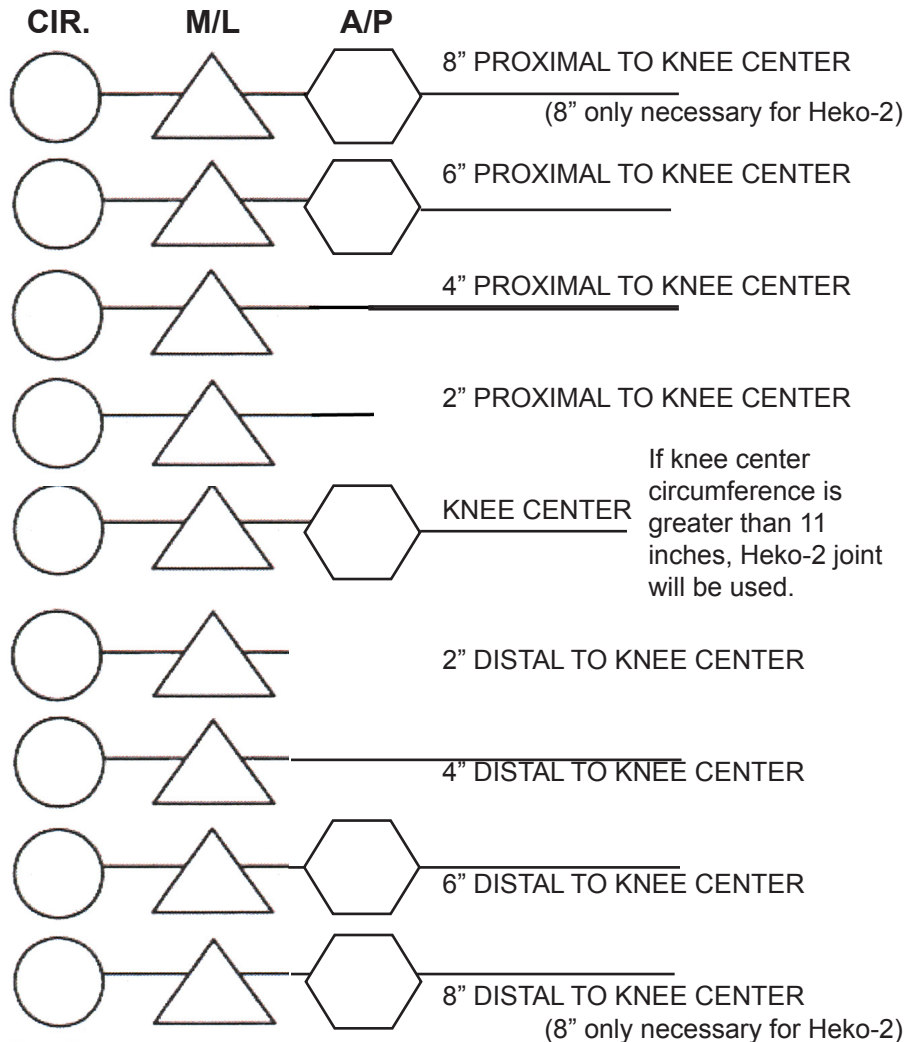 CIR. M/L A/P
8” PROXIMAL TO KNEE CENTER
(8” only necessary for Heko-2)
6” PROXIMAL TO KNEE CENTER
4” PROXIMAL TO KNEE CENTER
2” PROXIMAL TO KNEE CENTER
KNEE CENTER
If knee center
circumference is
greater than 11
inches, Heko-2 joint
will be used.
2” DISTAL TO KNEE CENTER
4” DISTAL TO KNEE CENTER
6” DISTAL TO KNEE CENTER
8” DISTAL TO KNEE CENTER
(8” only necessary for Heko-2)